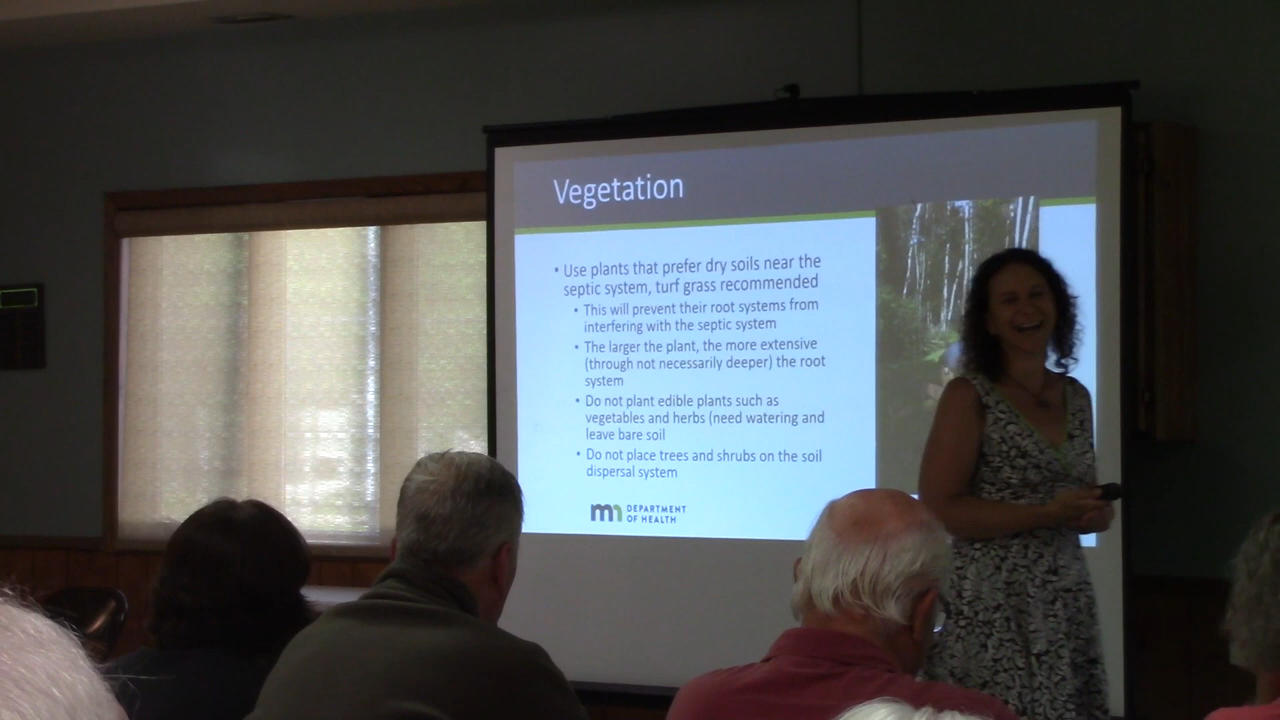 Vegetation
• Use plants that prefer dry soils near the
septic system, turf grass recommended
• This will prevent their root systems from
interfering with the septic system
• The larger the plant, the more extensive
(through not necessarily deeper) the root
system
• Do not plant edible plants such as
vegetables and herbs (need watering and
leave bare soil
• Do not place trees and shrubs on the soil
dispersal system
mn DEPARTMENT
OF HEALTH